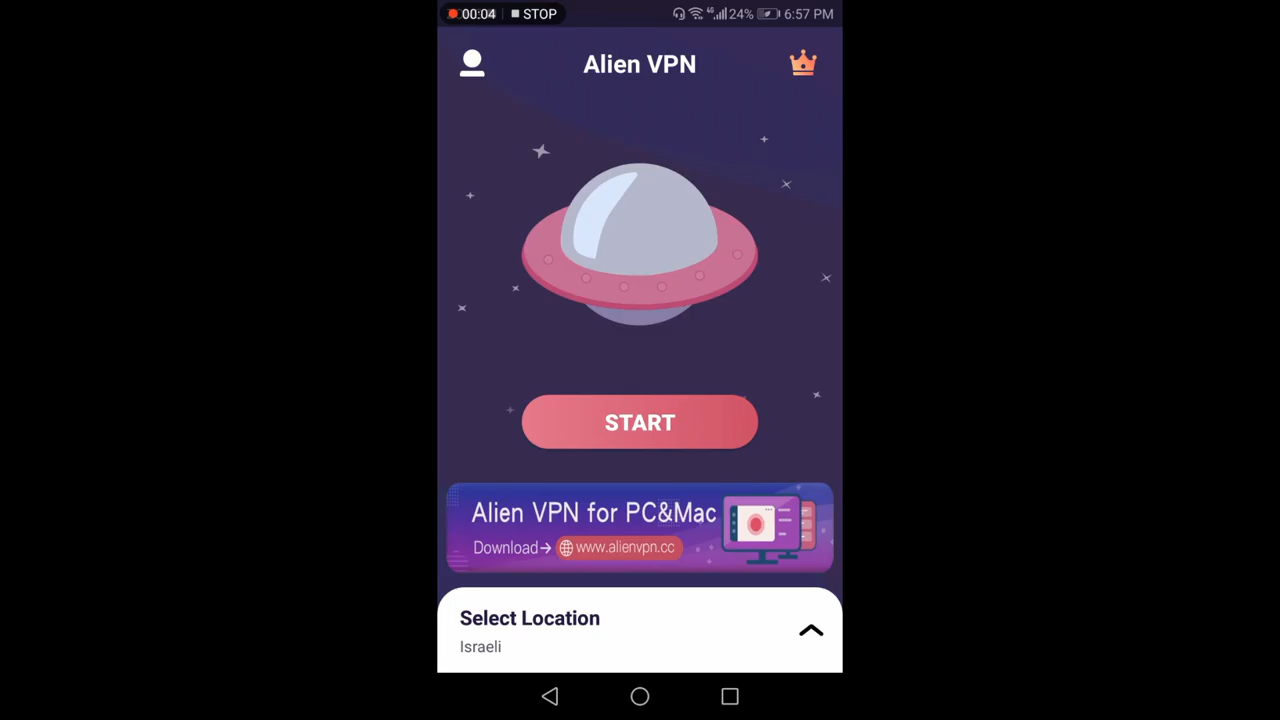 00:04 STOP 4G 24% 6:57 PM
Alien VPN
START
Alien VPN for PC&Mac
Download→ www.alienvpn.cc
Select Location
Israeli